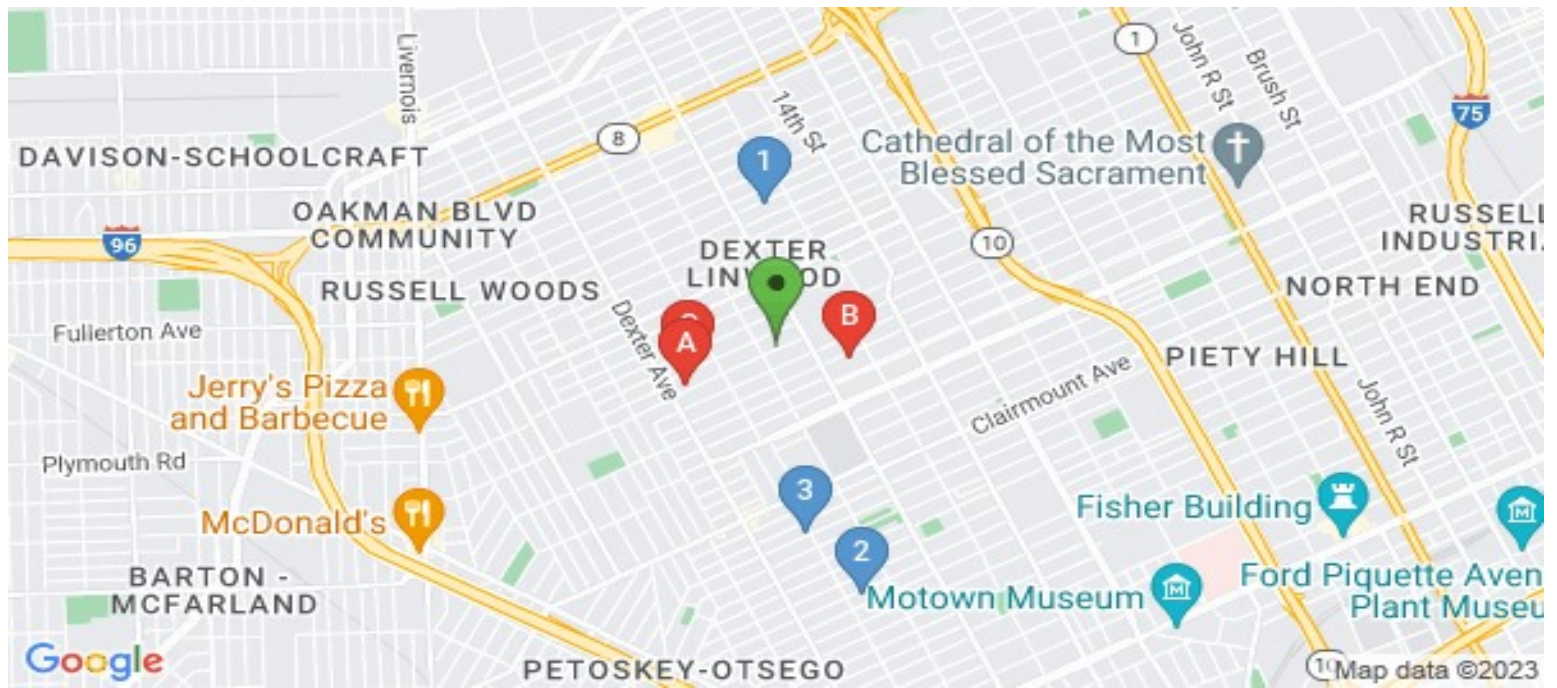 Livernois
14th St
1
John R St
Brush St
75
8
DAVISON-SCHOOLCRAFT
1
Cathedral of the Most
Blessed Sacrament
OAKMAN BLVD
COMMUNITY
96
10
RUSSELL
INDUSTRI
DEXTER
LINWOOD
RUSSELL WOODS
NORTH END
Fullerton Ave
Dexter Ave
A
B
PIETY HILL
Jerry's Pizza
and Barbecue
Clairmount Ave
John R St
Plymouth Rd
3
McDonald's
Fisher Building
2
BARTON -
MCFARLAND
Motown Museum
Ford Piquette Aven
Plant Museu
Google
PETOSKEY-OTSEGO
10
Map data ©2023